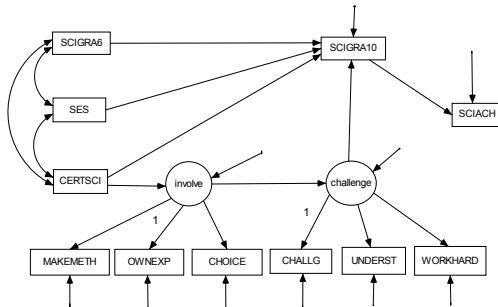 SCIGRA6
SCIGRA10
SES
SCIACH
CERTSCI
involve
challenge
1
1
MAKEMETH
OWNEXP
CHOICE
CHALLG
UNDERST
WORKHARD